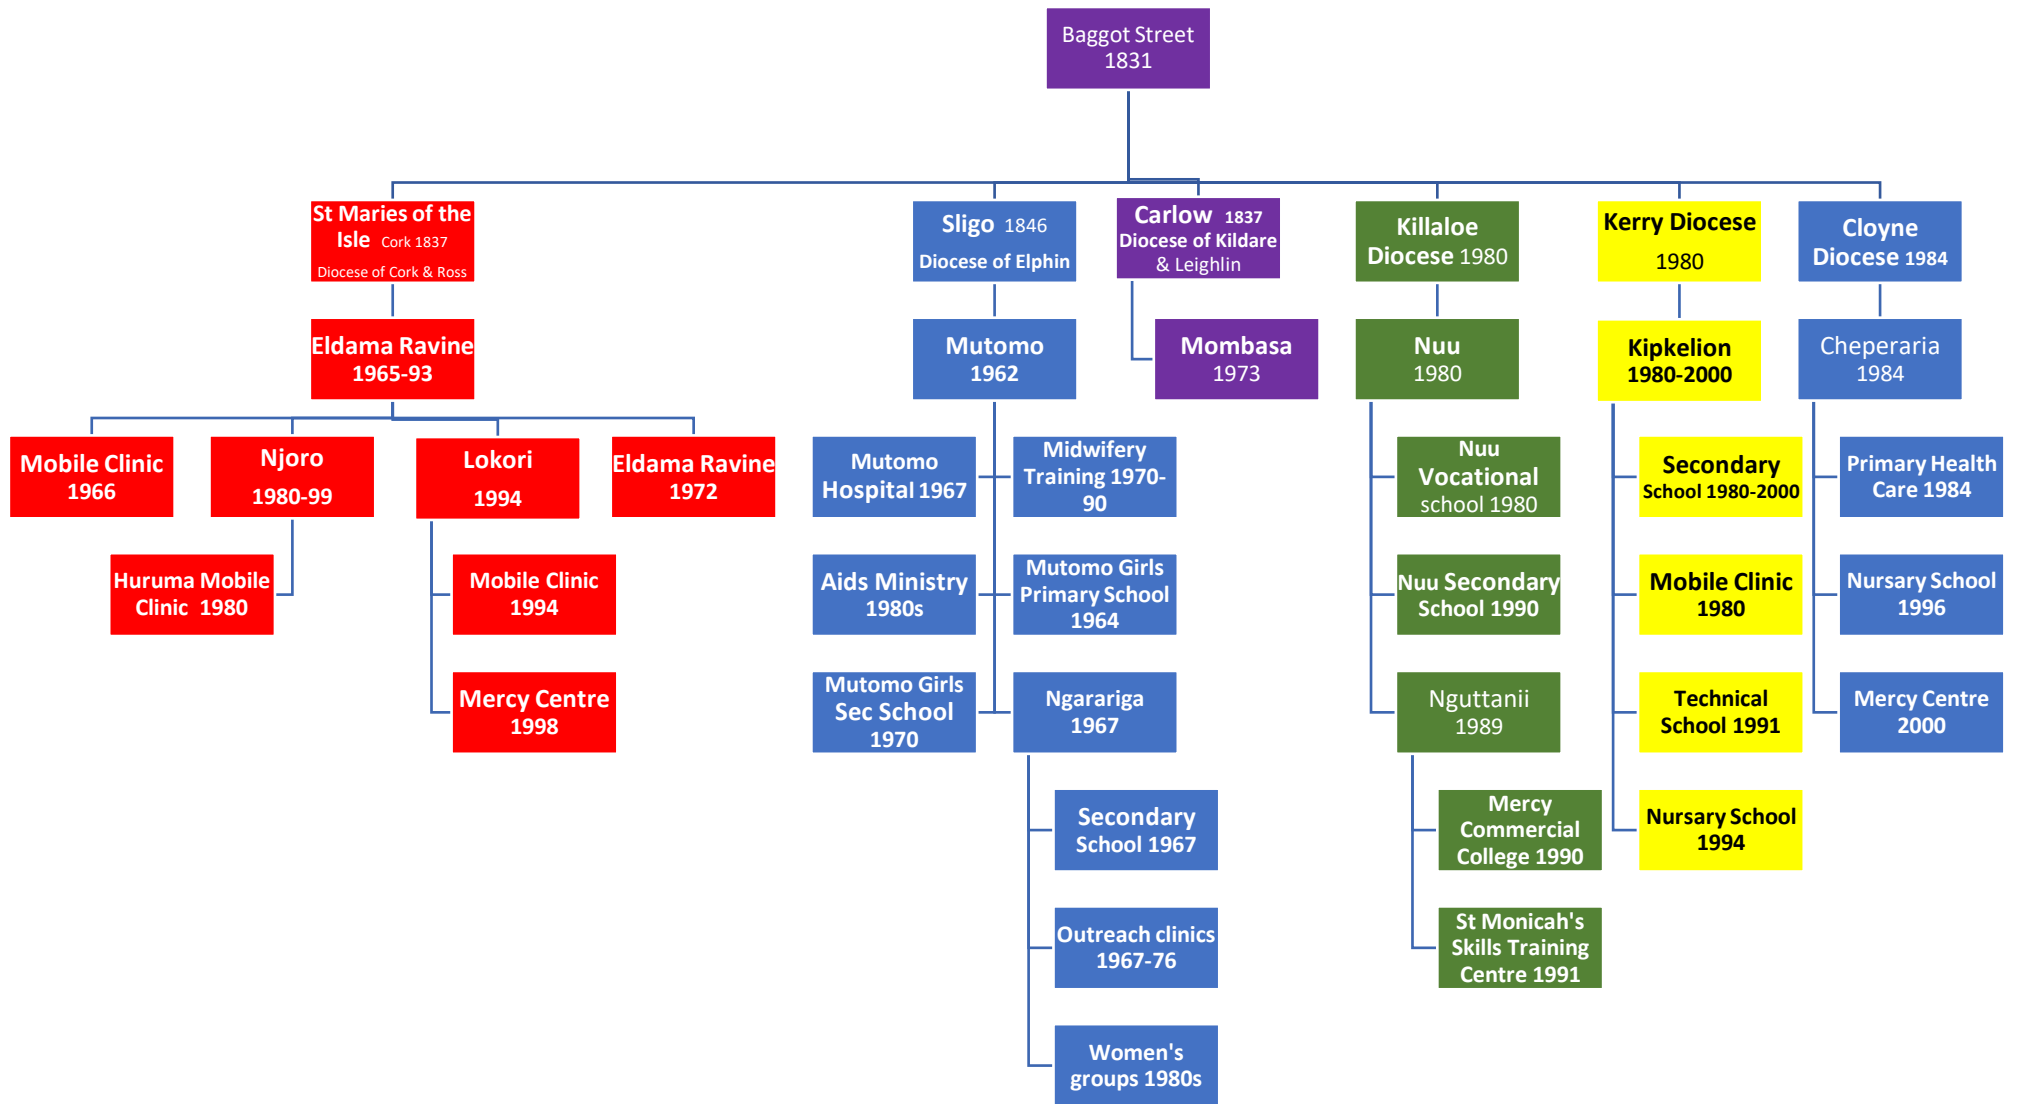 Baggot Street
1831
St Maries of the
Isle Cork 1837
Diocese of Cork & Ross
Sligo 1846
Diocese of Elphin
Carlow 1837
Diocese of Kildare
& Leighlin
Killaloe
Diocese 1980
Kerry Diocese
1980
Cloyne
Diocese 1984
Eldama Ravine
1965-93
Mutomo
1962
Mombasa
1973
Nuu
1980
Kipkelion
1980-2000
Cheperaria
1984
Mobile Clinic
1966
Njoro
1980-99
Lokori
1994
Eldama Ravine
1972
Huruma Mobile
Clinic 1980
Mobile Clinic
1994
Mercy Centre
1998
Mutomo
Hospital 1967
Midwifery
Training 1970-
90
Aids Ministry
1980s
Mutomo Girls
Primary School
1964
Mutomo Girls
Sec School
1970
Ngarariga
1967
Secondary
School 1967
Outreach clinics
1967-76
Women's
groups 1980s
Nuu
Vocational
school 1980
Nuu Secondary
School 1990
Nguttanii
1989
Mercy
Commercial
College 1990
St Monicah's
Skills Training
Centre 1991
Secondary
School 1980-2000
Mobile Clinic
1980
Technical
School 1991
Nursary School
1994
Primary Health
Care 1984
Nursary School
1996
Mercy Centre
2000